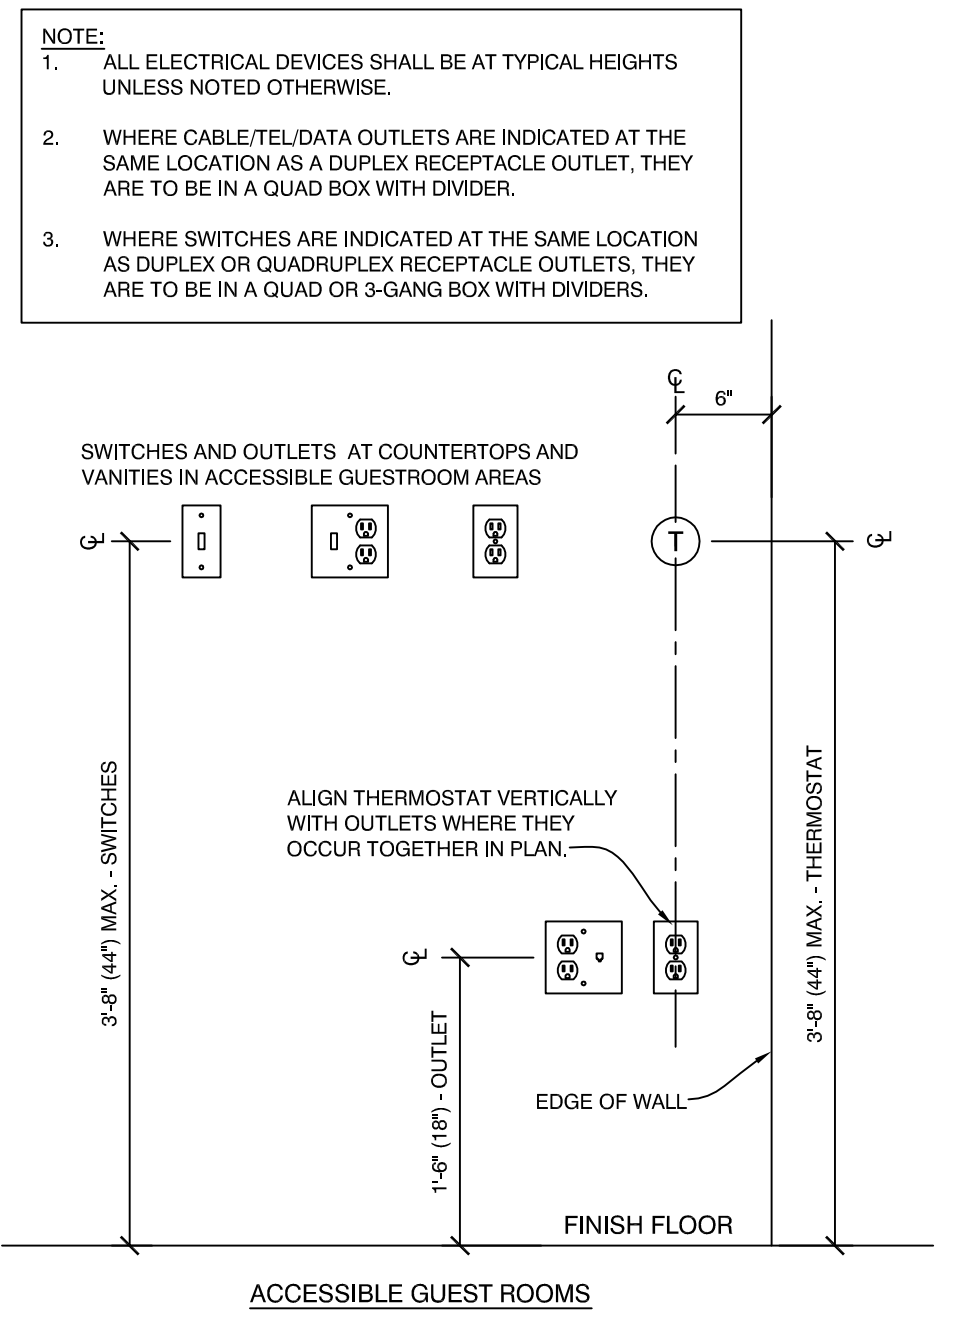 NOTE:
1. ALL ELECTRICAL DEVICES SHALL BE AT TYPICAL HEIGHTS
UNLESS NOTED OTHERWISE.
2. WHERE CABLE/TEL/DATA OUTLETS ARE INDICATED AT THE
SAME LOCATION AS A DUPLEX RECEPTACLE OUTLET, THEY
ARE TO BE IN A QUAD BOX WITH DIVIDER.
3. WHERE SWITCHES ARE INDICATED AT THE SAME LOCATION
AS DUPLEX OR QUADRUPLEX RECEPTACLE OUTLETS, THEY
ARE TO BE IN A QUAD OR 3-GANG BOX WITH DIVIDERS.
℄
6"
SWITCHES AND OUTLETS AT COUNTERTOPS AND
VANITIES IN ACCESSIBLE GUESTROOM AREAS
℄
T
℄
3'-8" (44") MAX. - SWITCHES
ALIGN THERMOSTAT VERTICALLY
WITH OUTLETS WHERE THEY
OCCUR TOGETHER IN PLAN.
3'-8" (44") MAX. - THERMOSTAT
℄
1'-6" (18") - OUTLET
EDGE OF WALL
FINISH FLOOR
ACCESSIBLE GUEST ROOMS